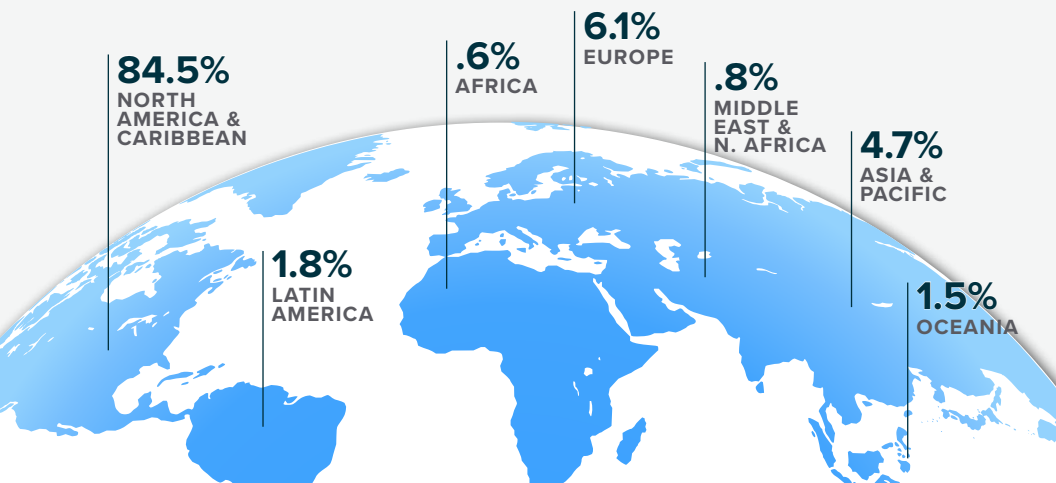 84.5%
NORTH
AMERICA &
CARIBBEAN
1.8%
LATIN
AMERICA
.6%
AFRICA
6.1%
EUROPE
.8%
MIDDLE
EAST &
N. AFRICA
4.7%
ASIA &
PACIFIC
1.5%
OCEANIA